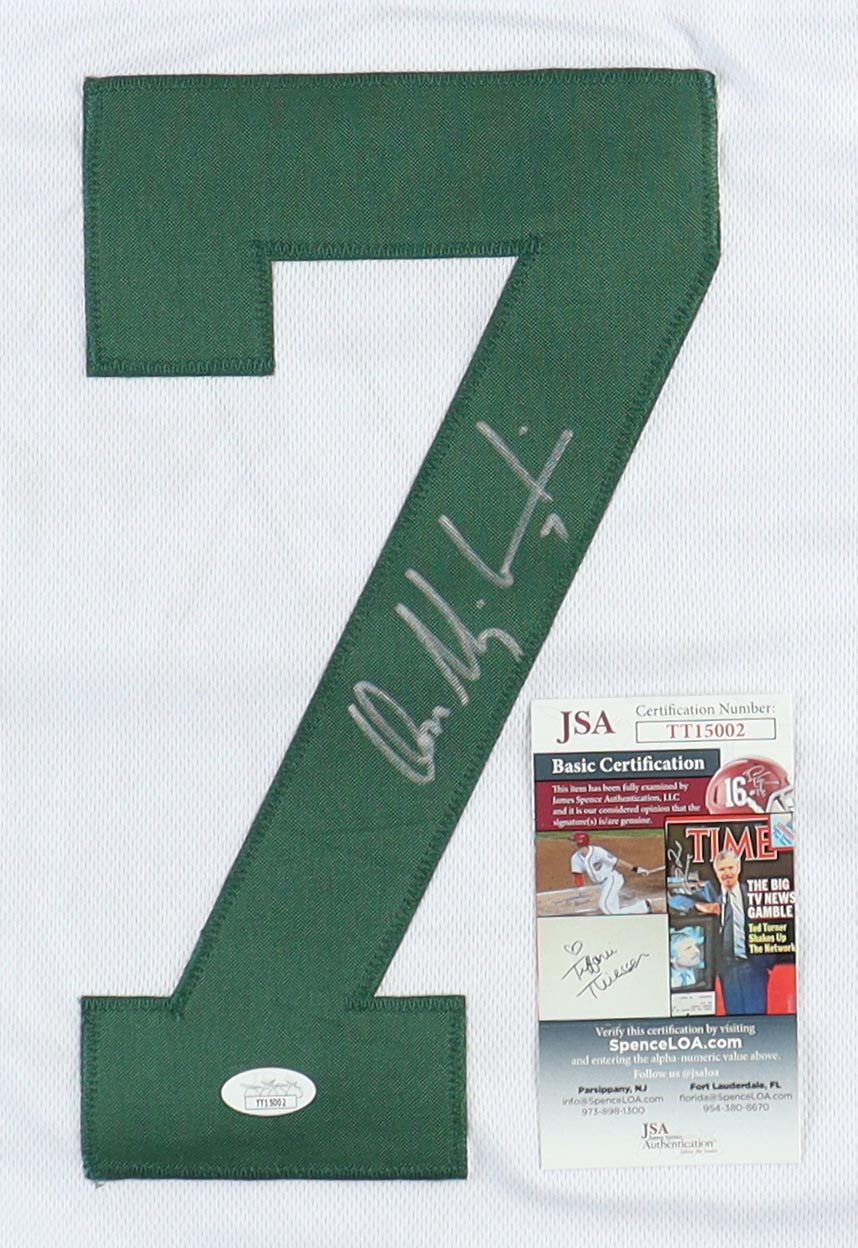 7
JSA
Certification Number:
TT15002
Basic Certification
This item has been fully examined by
James Spence Authentication, LLC
and it is our considered opinion that the
signature(s) is/are genuine.
16
TIME
THE BIG
TV NEWS
GAMBLE
Ted Turner
Shakes Up
The Network
Tiffani
Thiessen
Verify this certification by visiting
SpenceLOA.com
and entering the alpha-numeric value above.
Follow us @jsaloa
Parsippany, NJ
info@SpenceLOA.com
973-898-1300
Fort Lauderdale, FL
florida@SpenceLOA.com
954-380-8670
JSA
Authentication
TT15002